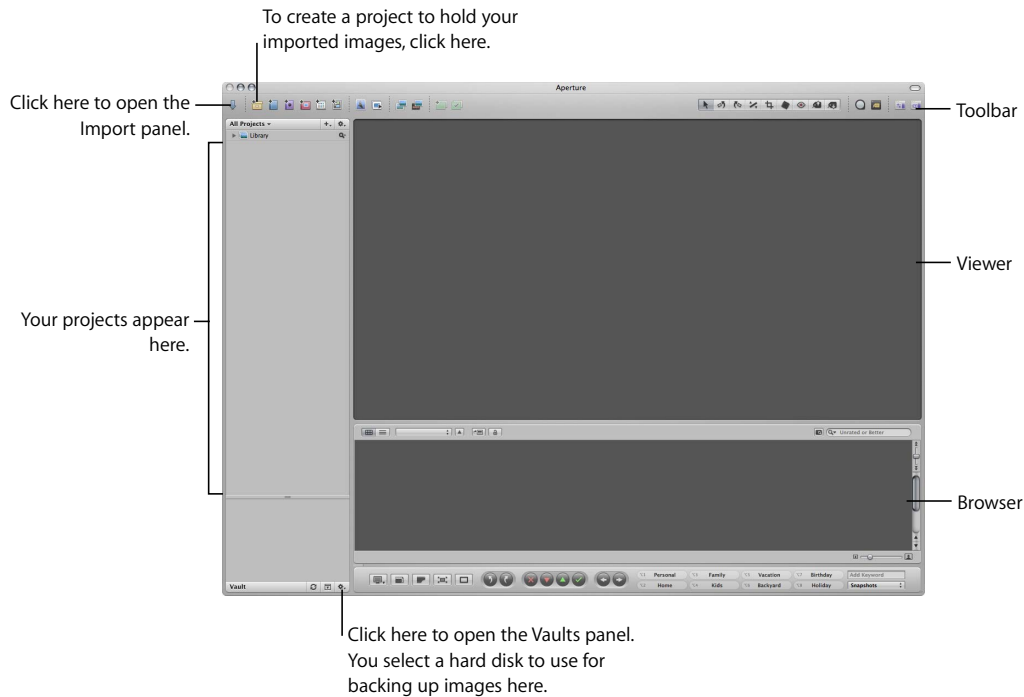 To create a project to hold your
imported images, click here.
Click here to open the
Import panel.
Aperture
Toolbar
All Projects
Library
Viewer
Your projects appear
here.
Unrated or Better
Browser
Vault
Personal
Family
Vacation
Birthday
Add Keyword
Home
Kids
Backyard
Holiday
Snapshots
Click here to open the Vaults panel.
You select a hard disk to use for
backing up images here.